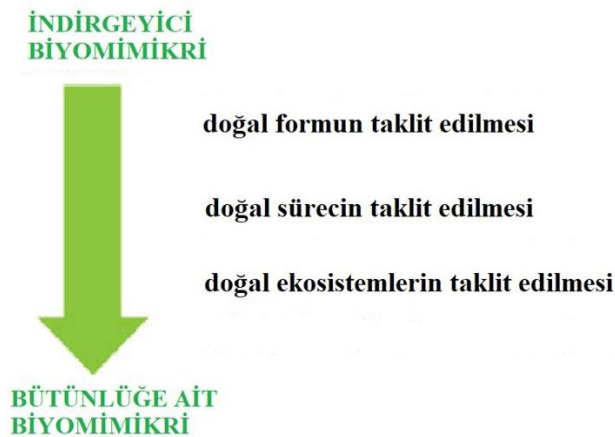 İNDİRGEYİCİ
BİYOMİMİKRİ
doğal formun taklit edilmesi
doğal sürecin taklit edilmesi
doğal ekosistemlerin taklit edilmesi
BÜTÜNLÜĞE AİT
BİYOMİMİKRİ